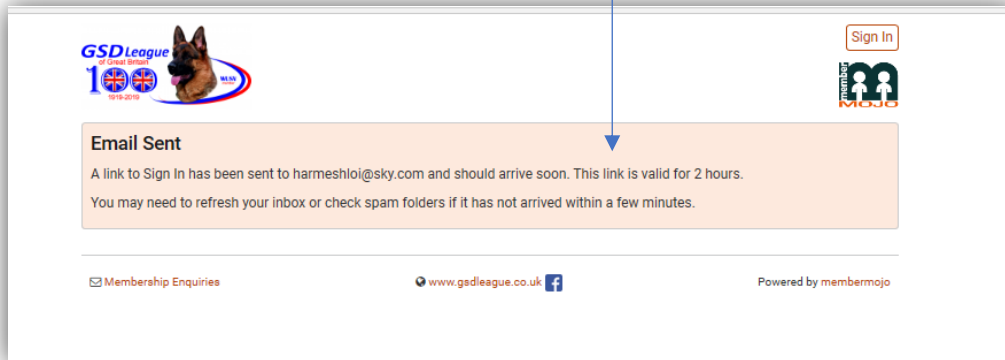 GSD League
of Great Britain
100
1919-2019
Sign In
member
MOJO
Email Sent
A link to Sign In has been sent to harmeshloi@sky.com and should arrive soon. This link is valid for 2 hours.
You may need to refresh your inbox or check spam folders if it has not arrived within a few minutes.
Membership Enquiries
www.gsdleague.co.uk
Powered by membermojo